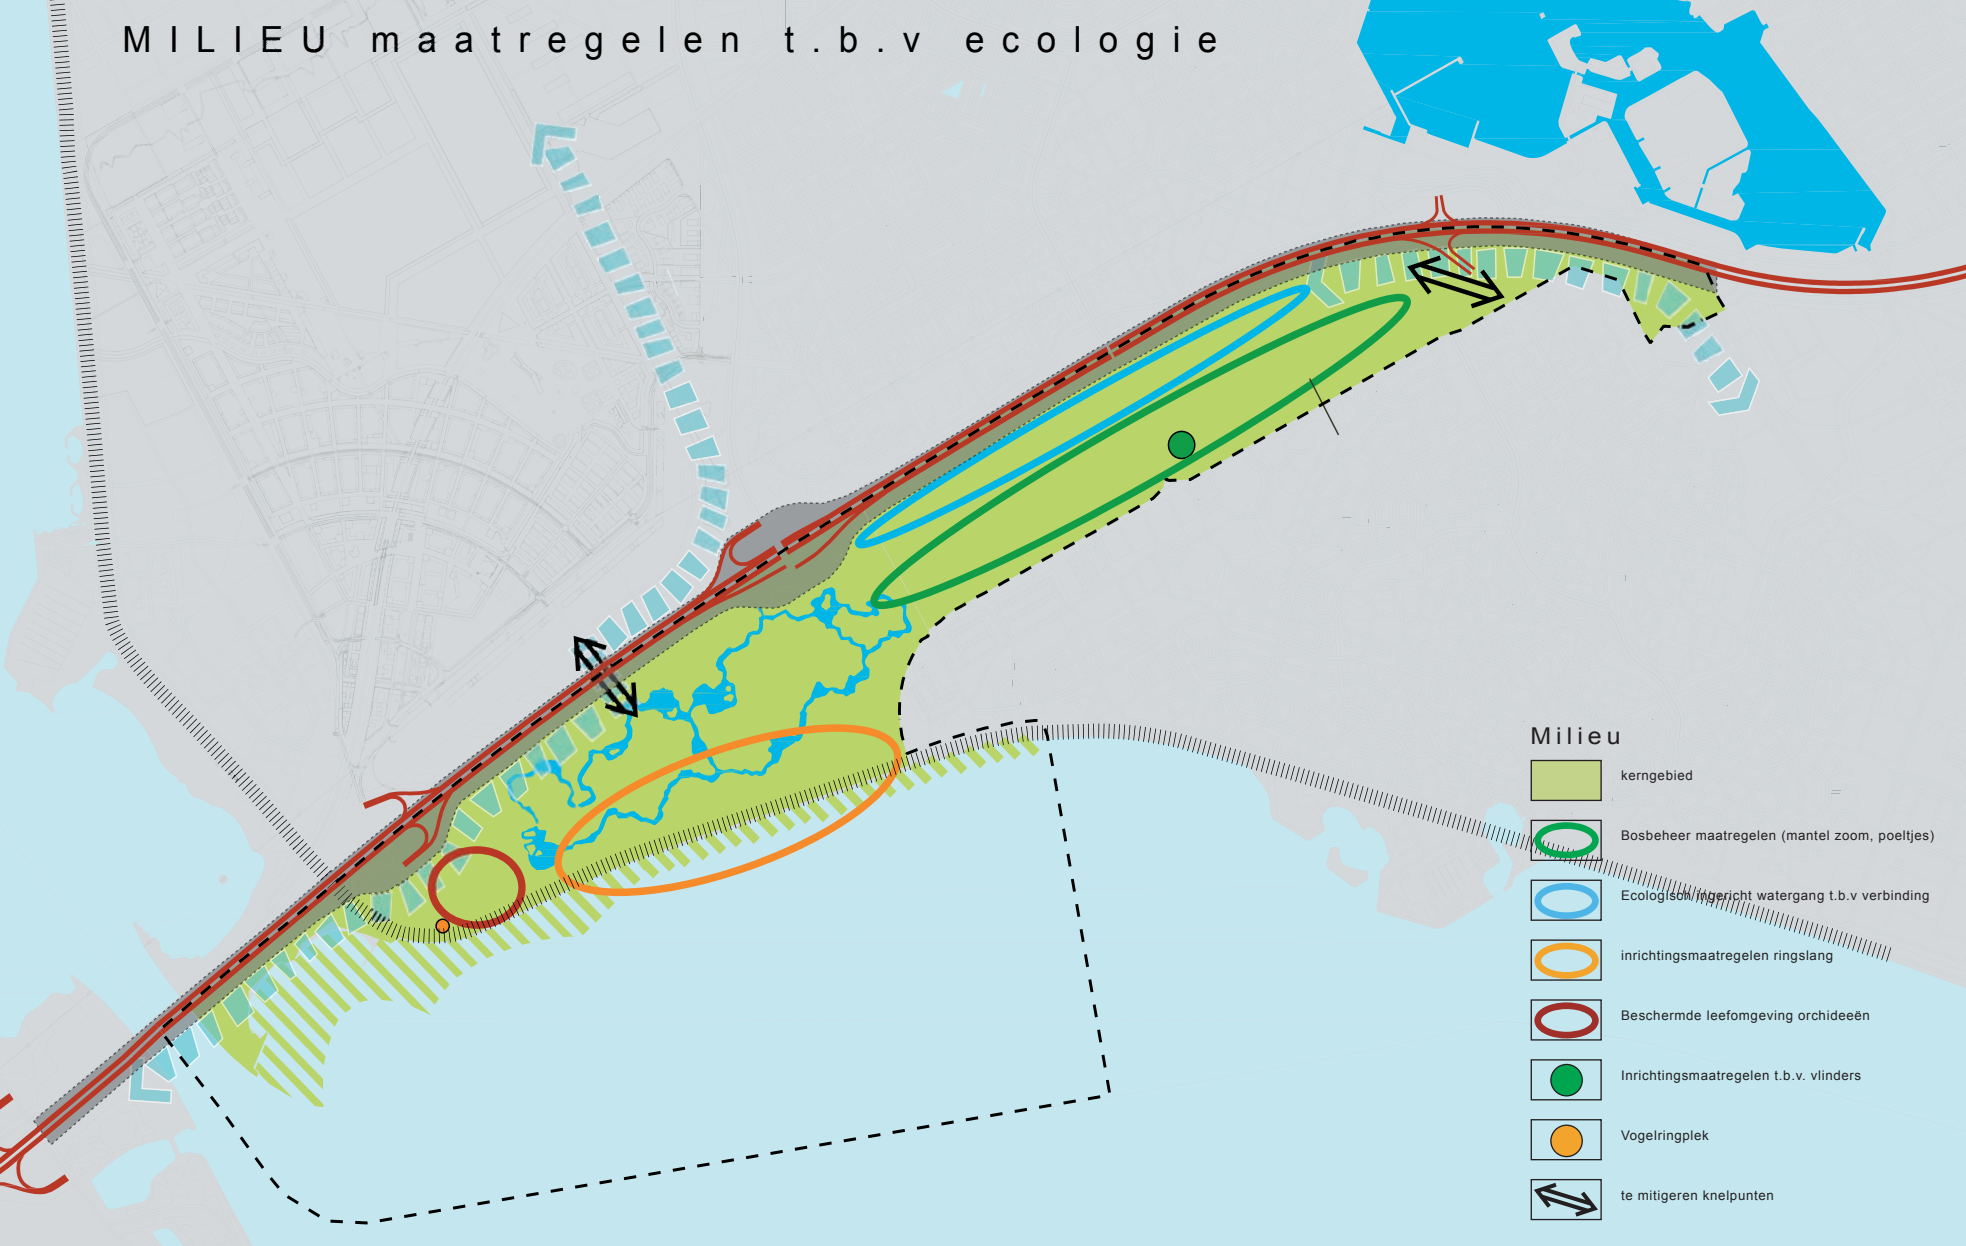 MILIEU maatregelen t.b.v ecologie
Milieu
kerngebied
Bosbeheer maatregelen (mantel zoom, poeltjes)
Ecologisch ingericht watergang t.b.v verbinding
inrichtingsmaatregelen ringslang
Beschermde leefomgeving orchideeën
Inrichtingsmaatregelen t.b.v. vlinders
Vogelringplek
te mitigeren knelpunten